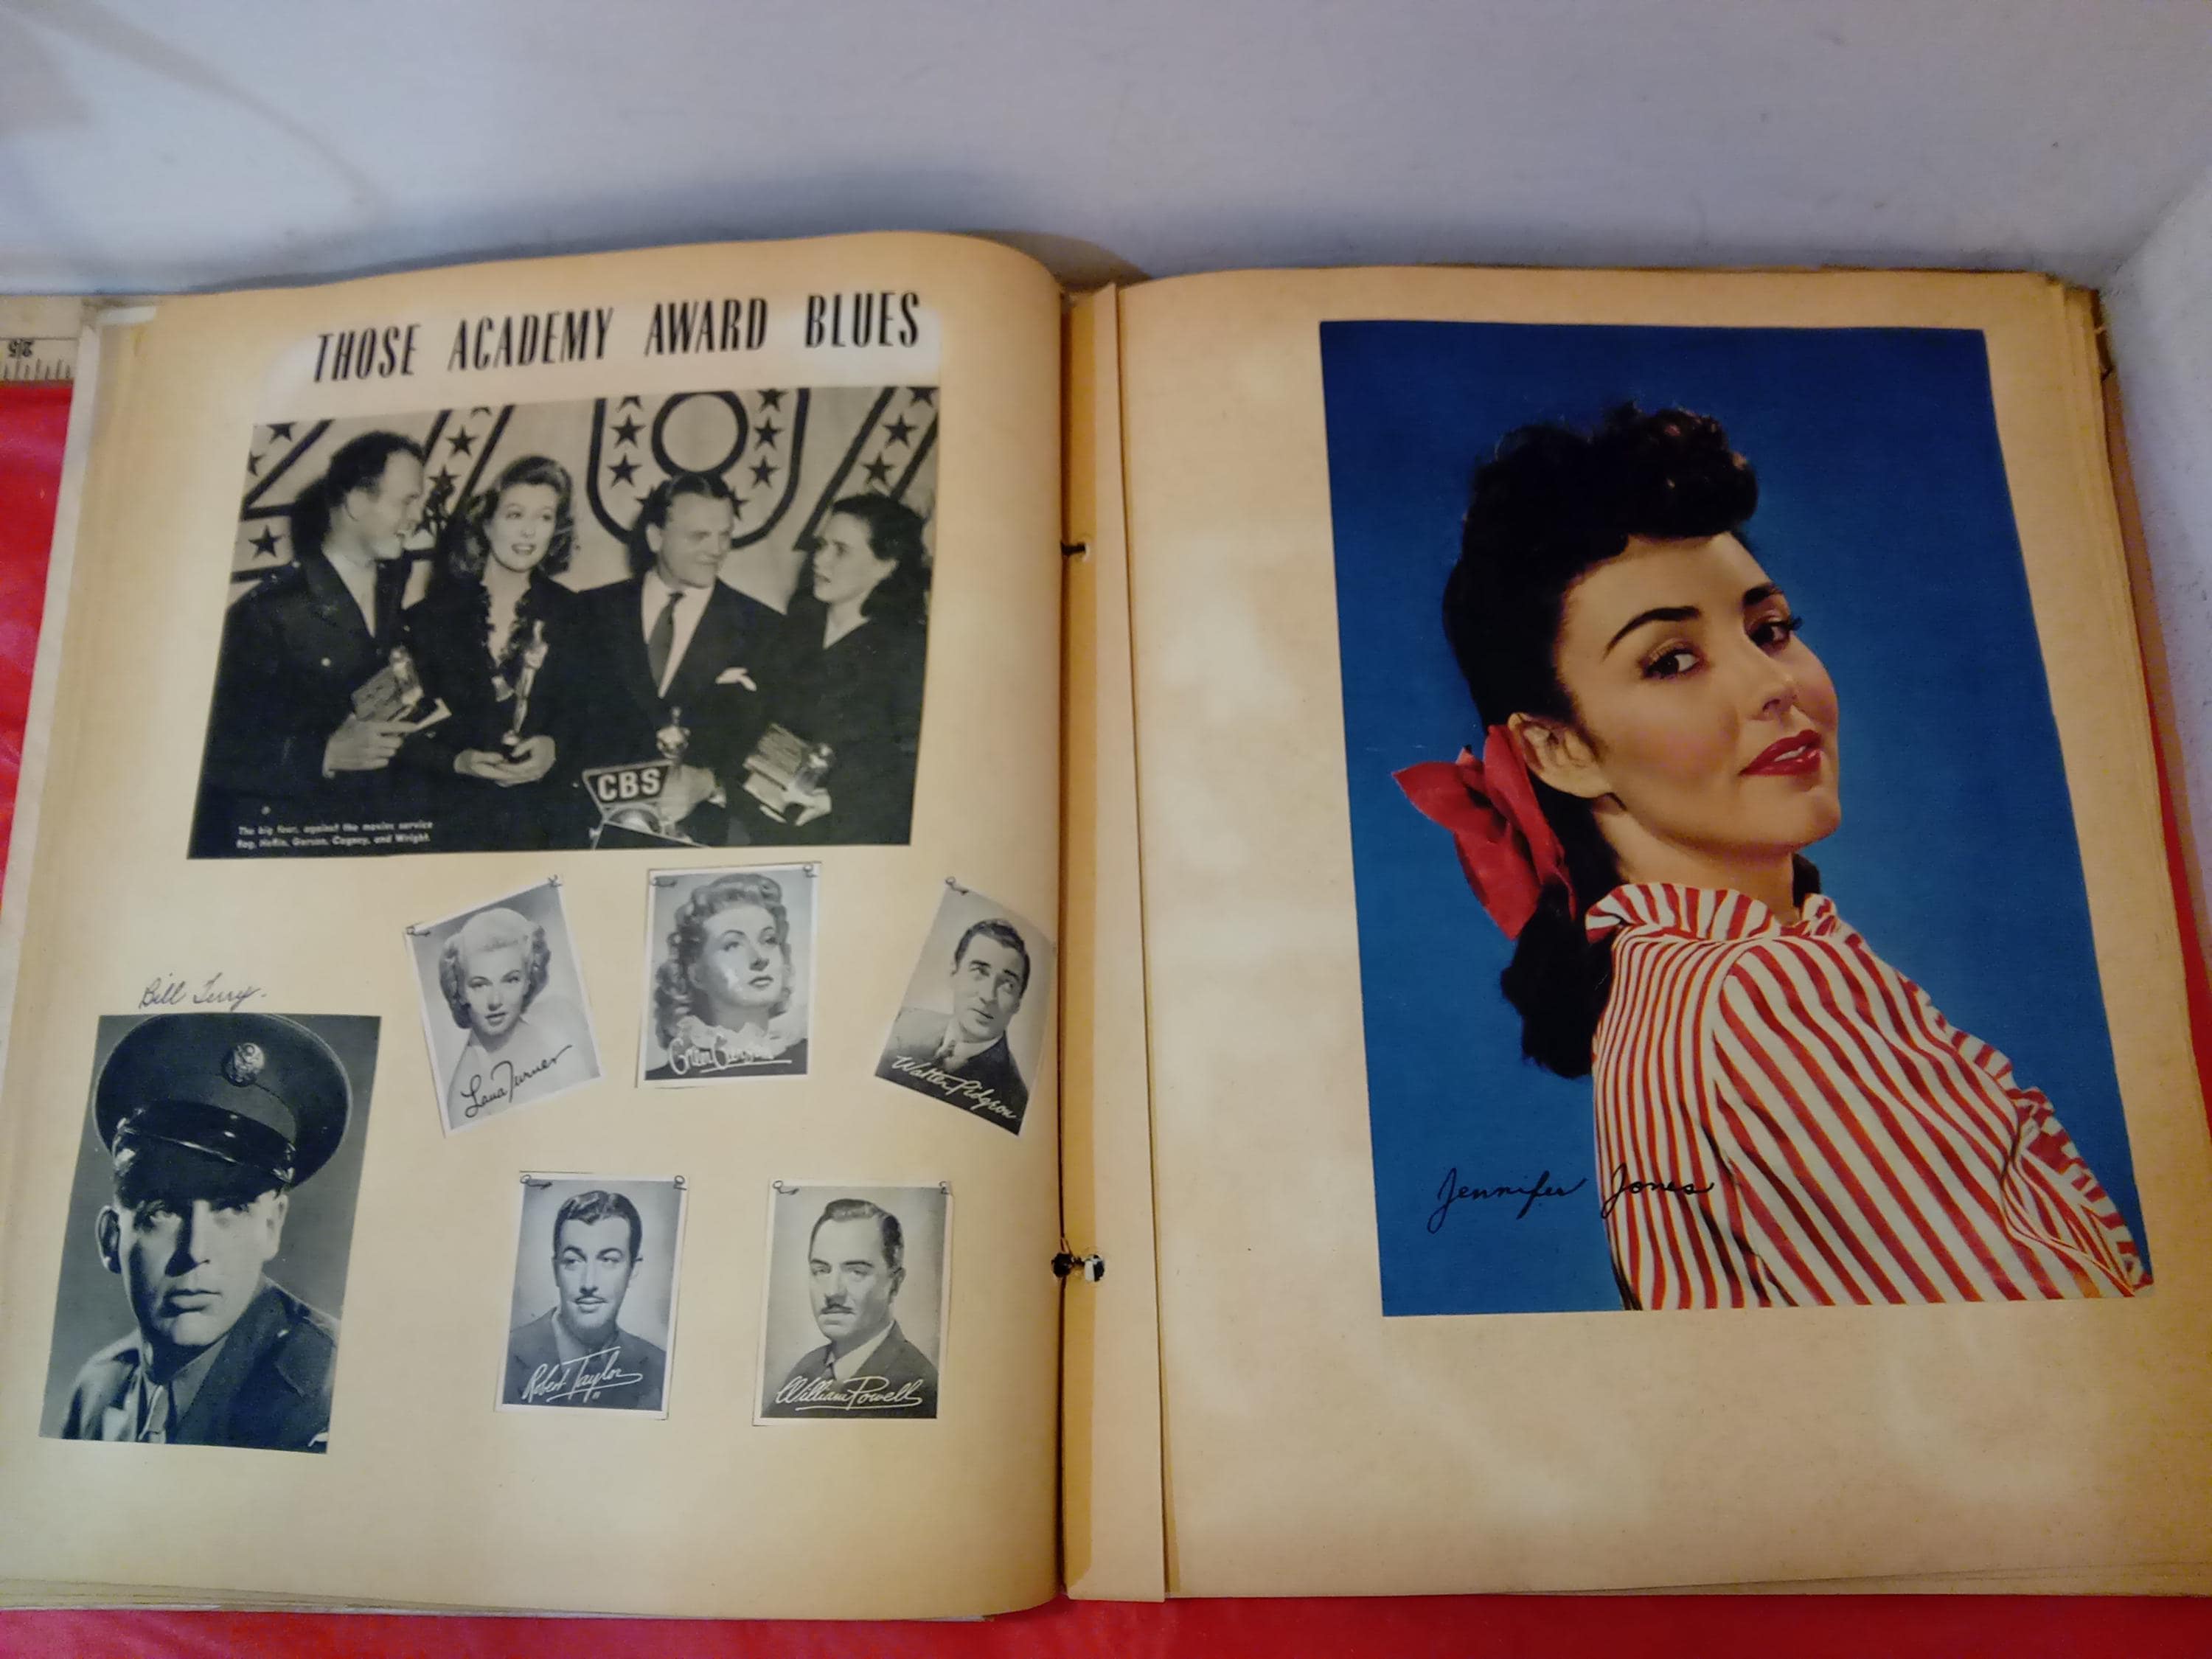 THOSE ACADEMY AWARD BLUES
CBS
The big four, against the movies service
flag, Heflin, Garson, Cagney, and Wright.
Bill Terry.
Lana Turner
Greer Garson
Walter Pidgeon
Robert Taylor
William Powell
Jennifer Jones